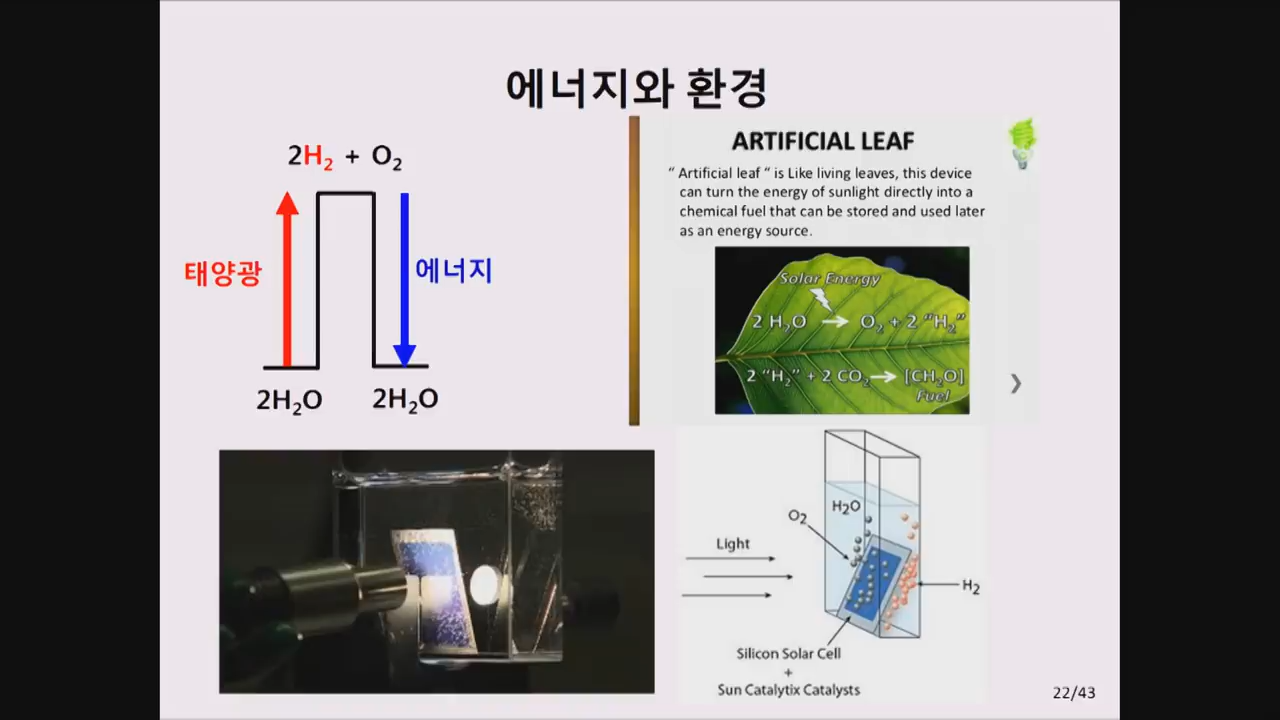 에너지와 환경
2H₂ + O₂
태양광
에너지
2H₂O
2H₂O
ARTIFICIAL LEAF
“ Artificial leaf “ is Like living leaves, this device
can turn the energy of sunlight directly into a
chemical fuel that can be stored and used later
as an energy source.
Solar Energy
2 H₂O → O₂ + 2 “H₂”
2 “H₂” + 2 CO₂ → [CH₂O]
Fuel
H₂O
O₂
Light
H₂
Silicon Solar Cell
+
Sun Catalytix Catalysts
22/43